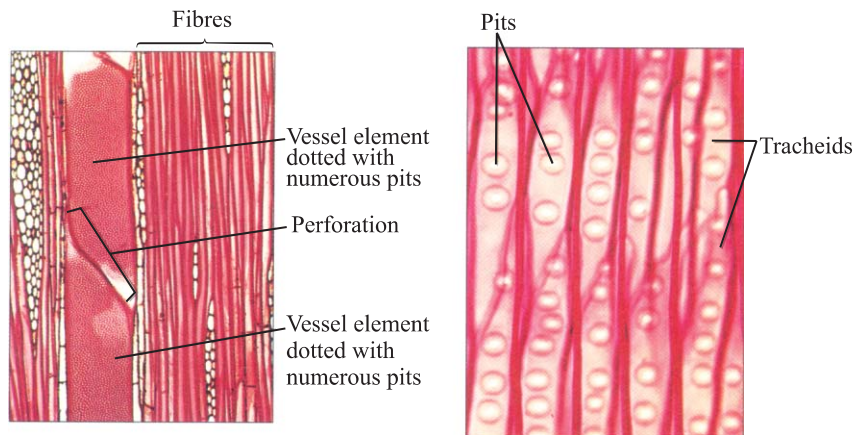 Fibres
Vessel element
dotted with
numerous pits
Perforation
Vessel element
dotted with
numerous pits
Pits
Tracheids